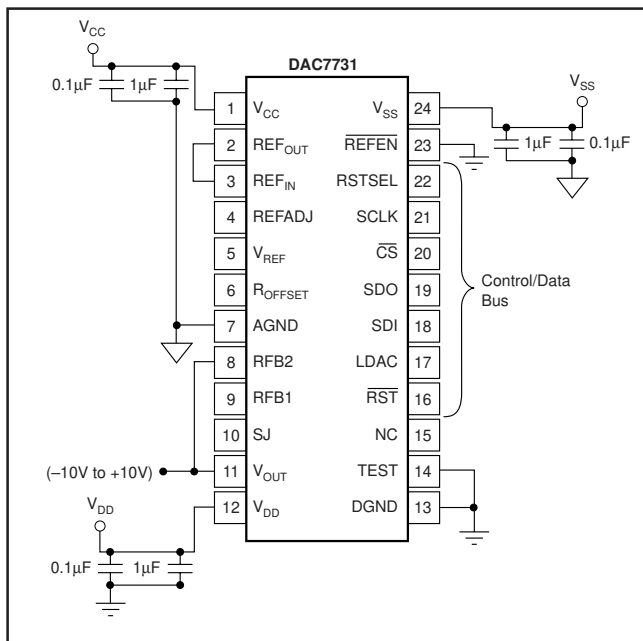 V_CC
DAC7731
0.1µF 1µF
V_SS
1 V_CC V_SS 24
2 REF_OUT R̅E̅F̅E̅N̅ 23
1µF 0.1µF
3 REF_IN RSTSEL 22
4 REFADJ SCLK 21
5 V_REF C̅S̅ 20
6 R_OFFSET SDO 19
Control/Data
Bus
7 AGND SDI 18
8 RFB2 LDAC 17
9 RFB1 R̅S̅T̅ 16
10 SJ NC 15
(–10V to +10V)
11 V_OUT TEST 14
V_DD
12 V_DD DGND 13
0.1µF 1µF